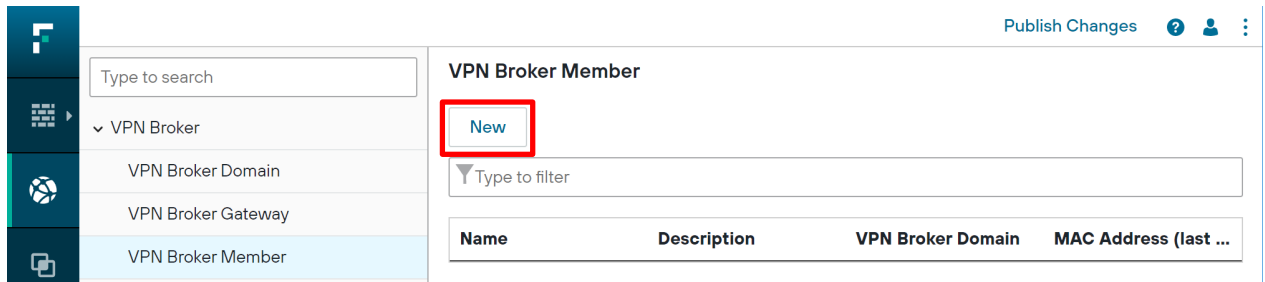 Publish Changes
Type to search
VPN Broker
VPN Broker Domain
VPN Broker Gateway
VPN Broker Member
VPN Broker Member
New
Type to filter
Name Description VPN Broker Domain MAC Address (last ...